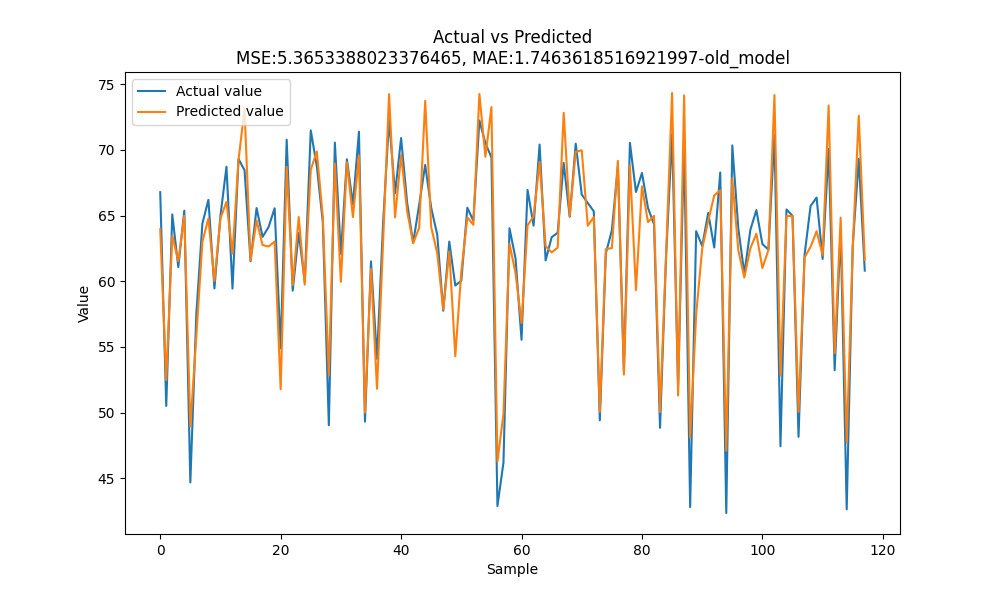 Actual vs Predicted
MSE:5.3653388023376465, MAE:1.7463618516921997-old_model
Actual value
Predicted value
75
70
65
60
55
50
45
Value
0 20 40 60 80 100 120
Sample